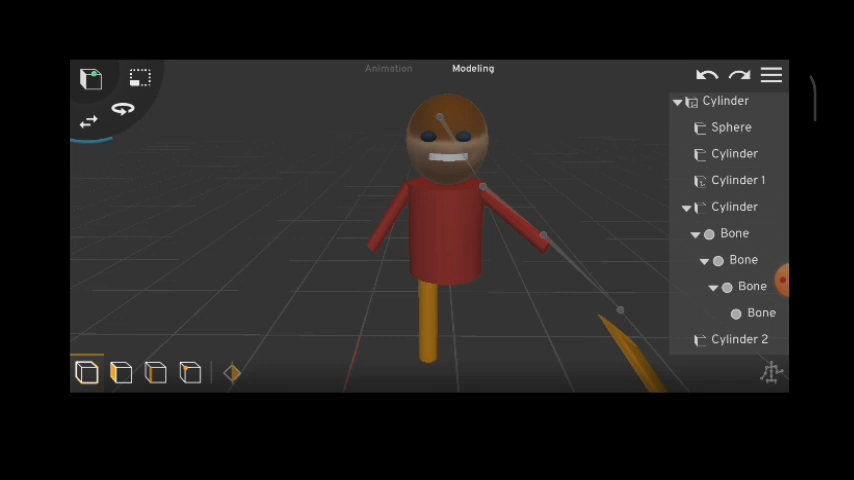 Animation
Modeling
Cylinder
Sphere
Cylinder
Cylinder 1
Cylinder
Bone
Bone
Bone
Bone
Cylinder 2